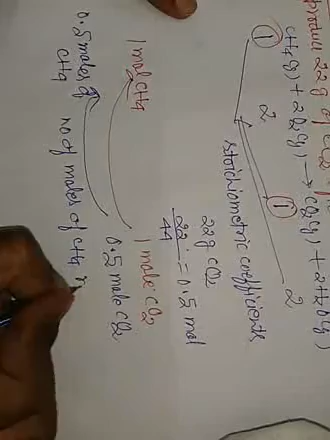 produce 22 g of CO2
CH4(g) + 2O2(g) → CO2(g) + 2H2O(g)
1 2 1 2
stoichiometric coefficients
22 g CO2
22/44 = 0.5 mol
1 mol CH4 1 mole CO2
0.5 moles of CH4 0.5 mole CO2
no of moles of CH4